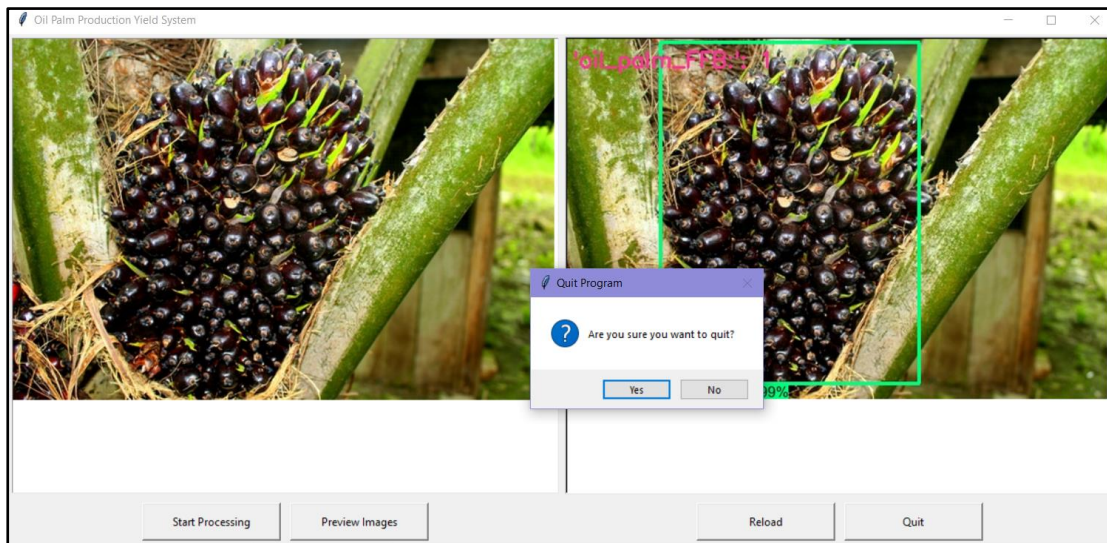 Oil Palm Production Yield System
'oil_palm_FFB': 1
Quit Program
Are you sure you want to quit?
Yes
No
99%
Start Processing
Preview Images
Reload
Quit